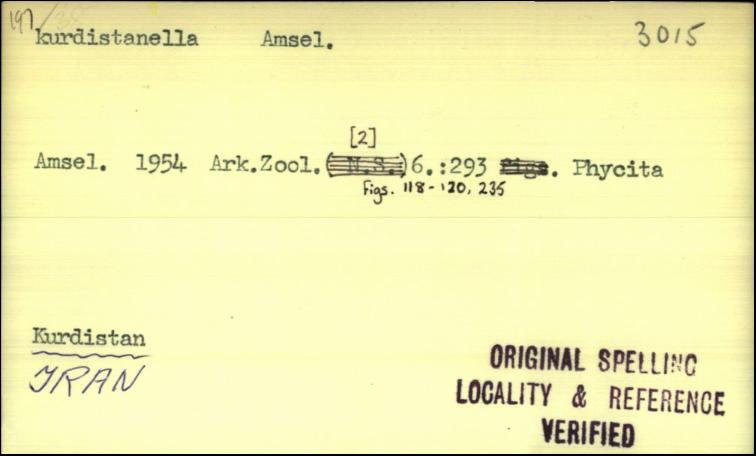 197/
kurdistanella Amsel. 3015
[2]
Amsel. 1954 Ark.Zool.(N.S.)6.:293 figs. Phycita
Figs. 118-120, 235
Kurdistan
IRAN
ORIGINAL SPELLING
LOCALITY & REFERENCE
VERIFIED